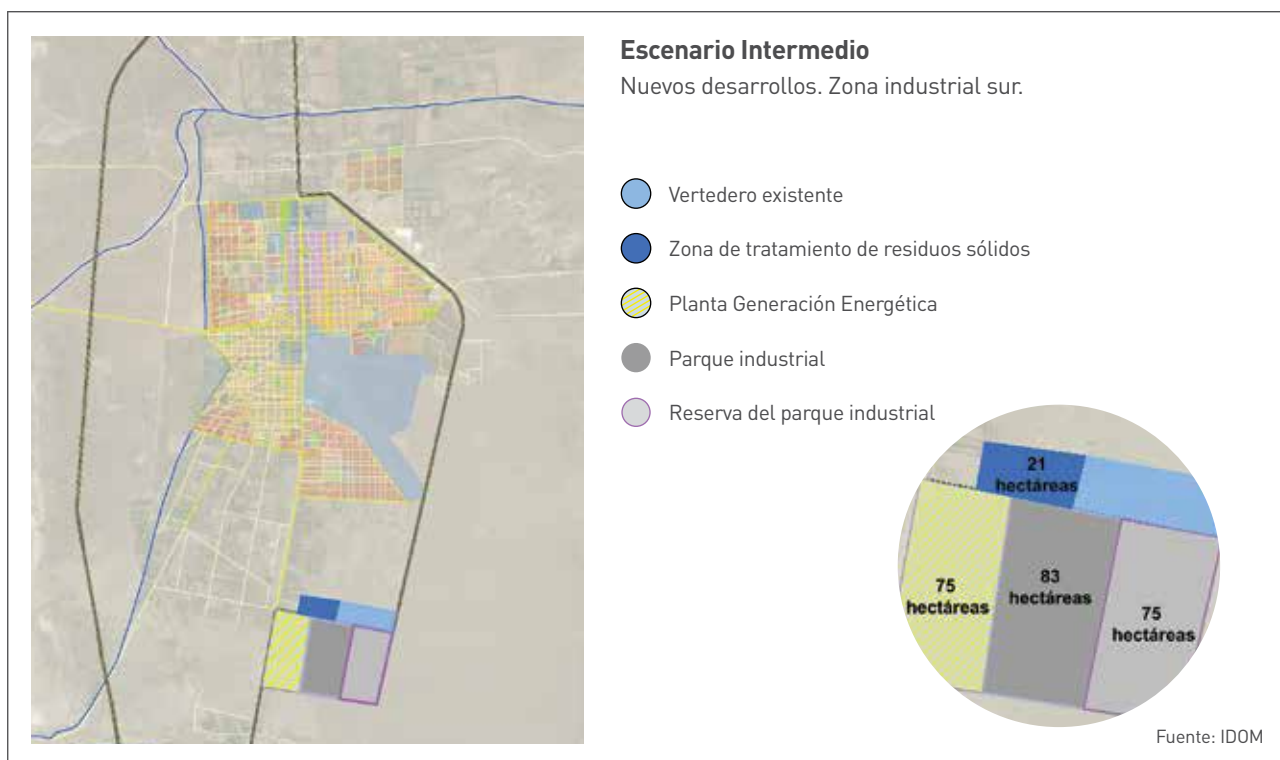 Escenario Intermedio
Nuevos desarrollos. Zona industrial sur.
Vertedero existente
Zona de tratamiento de residuos sólidos
Planta Generación Energética
Parque industrial
Reserva del parque industrial
21
hectáreas
75
hectáreas
83
hectáreas
75
hectáreas
Fuente: IDOM